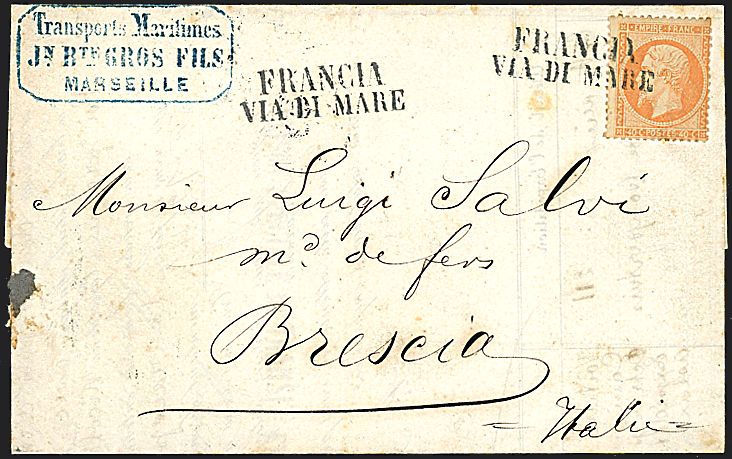 Transports Maritimes
JN Bte GROS FILS
MARSEILLE
FRANCIA
VIA DI MARE
FRANCIA
VIA DI MARE
EMPIRE FRANC
40 C POSTES 40 C
Monsieur Luigi Salvi
md. de fers
Brescia
= Italie =